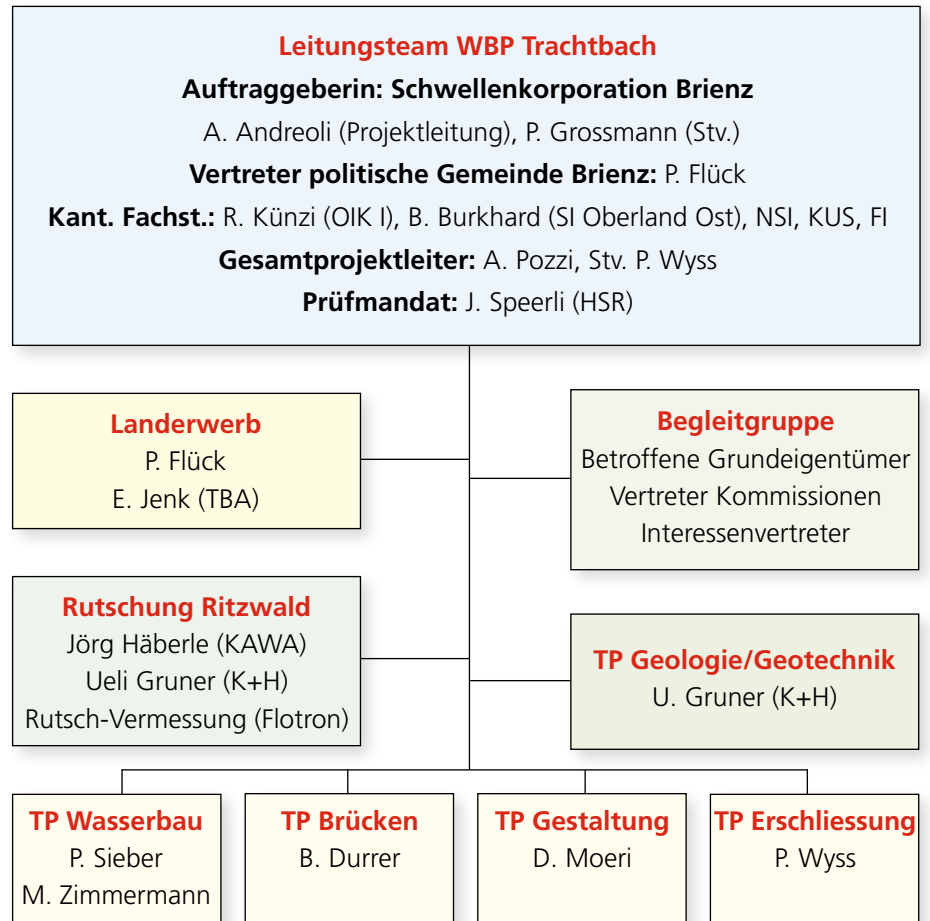 Leitungsteam WBP Trachtbach
Auftraggeberin: Schwellenkorporation Brienz
A. Andreoli (Projektleitung), P. Grossmann (Stv.)
Vertreter politische Gemeinde Brienz: P. Flück
Kant. Fachst.: R. Künzi (OIK I), B. Burkhard (SI Oberland Ost), NSI, KUS, FI
Gesamtprojektleiter: A. Pozzi, Stv. P. Wyss
Prüfmandat: J. Speerli (HSR)
Landerwerb
P. Flück
E. Jenk (TBA)
Begleitgruppe
Betroffene Grundeigentümer
Vertreter Kommissionen
Interessenvertreter
Rutschung Ritzwald
Jörg Häberle (KAWA)
Ueli Gruner (K+H)
Rutsch-Vermessung (Flotron)
TP Geologie/Geotechnik
U. Gruner (K+H)
TP Wasserbau
P. Sieber
M. Zimmermann
TP Brücken
B. Durrer
TP Gestaltung
D. Moeri
TP Erschliessung
P. Wyss